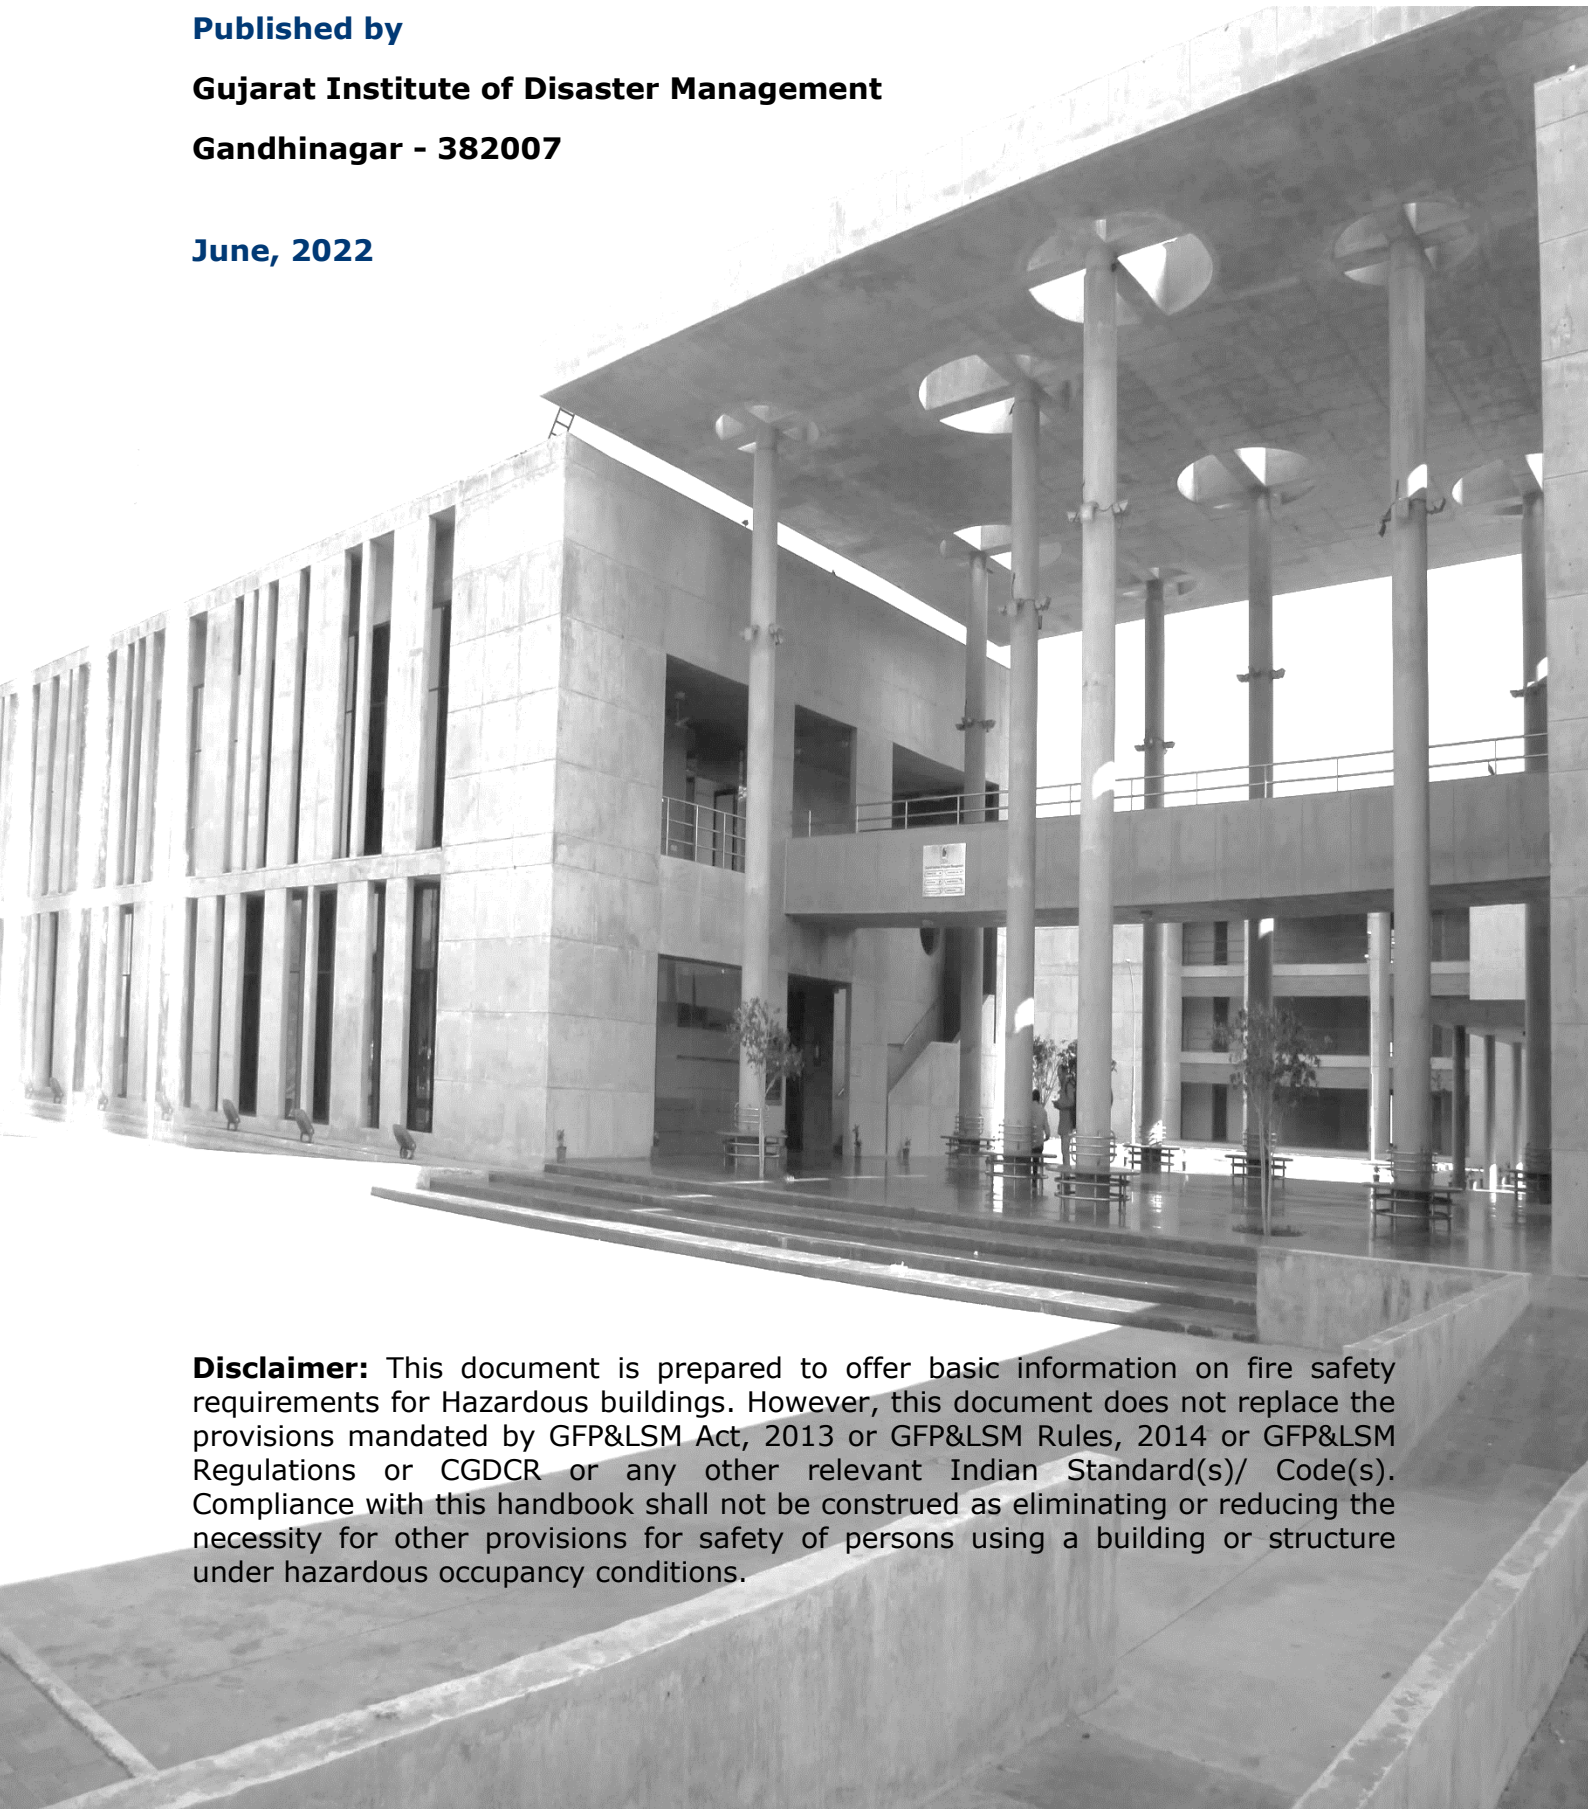 Published by
Gujarat Institute of Disaster Management
Gandhinagar - 382007
June, 2022
Disclaimer: This document is prepared to offer basic information on fire safety
requirements for Hazardous buildings. However, this document does not replace the
provisions mandated by GFP&LSM Act, 2013 or GFP&LSM Rules, 2014 or GFP&LSM
Regulations or CGDCR or any other relevant Indian Standard(s)/ Code(s).
Compliance with this handbook shall not be construed as eliminating or reducing the
necessity for other provisions for safety of persons using a building or structure
under hazardous occupancy conditions.